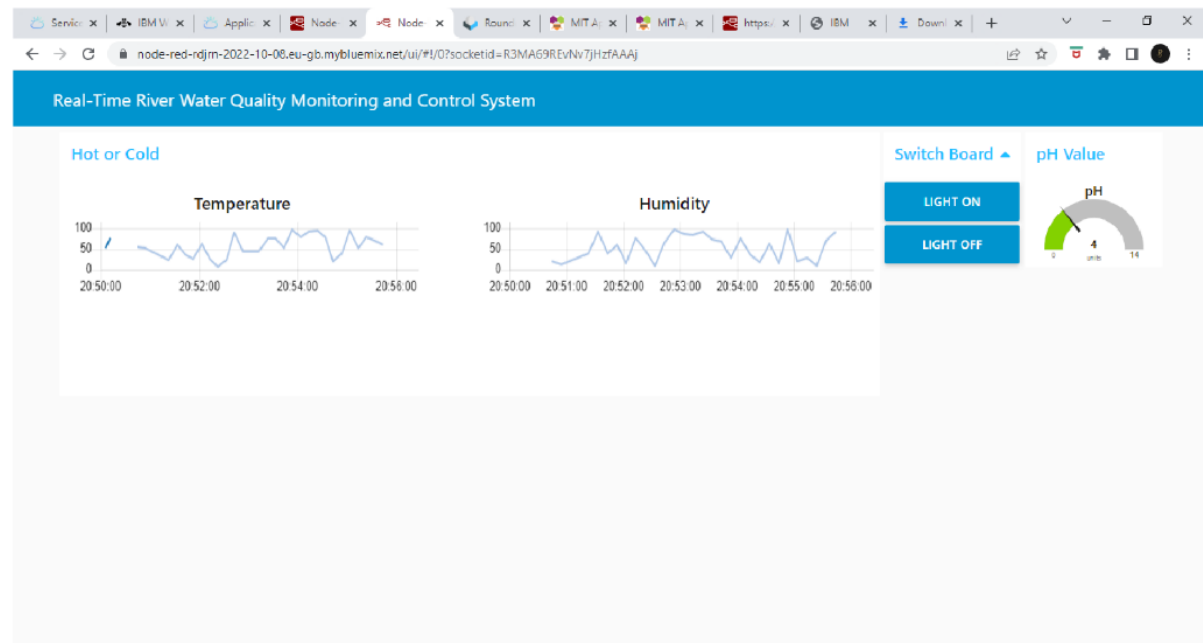 Service IBM W Applic Node- Node- Round MIT Ap MIT Ap https:/ IBM Downl
node-red-rdjrn-2022-10-08.eu-gb.mybluemix.net/ui/#!/0?socketid=R3MA69REvNv7jHzfAAAj
Real-Time River Water Quality Monitoring and Control System
Hot or Cold
Temperature
100
50
0
20:50:00 20:52:00 20:54:00 20:56:00
Humidity
100
50
0
20:50:00 20:51:00 20:52:00 20:53:00 20:54:00 20:55:00 20:56:00
Switch Board
LIGHT ON
LIGHT OFF
pH Value
pH
4
0 units 14